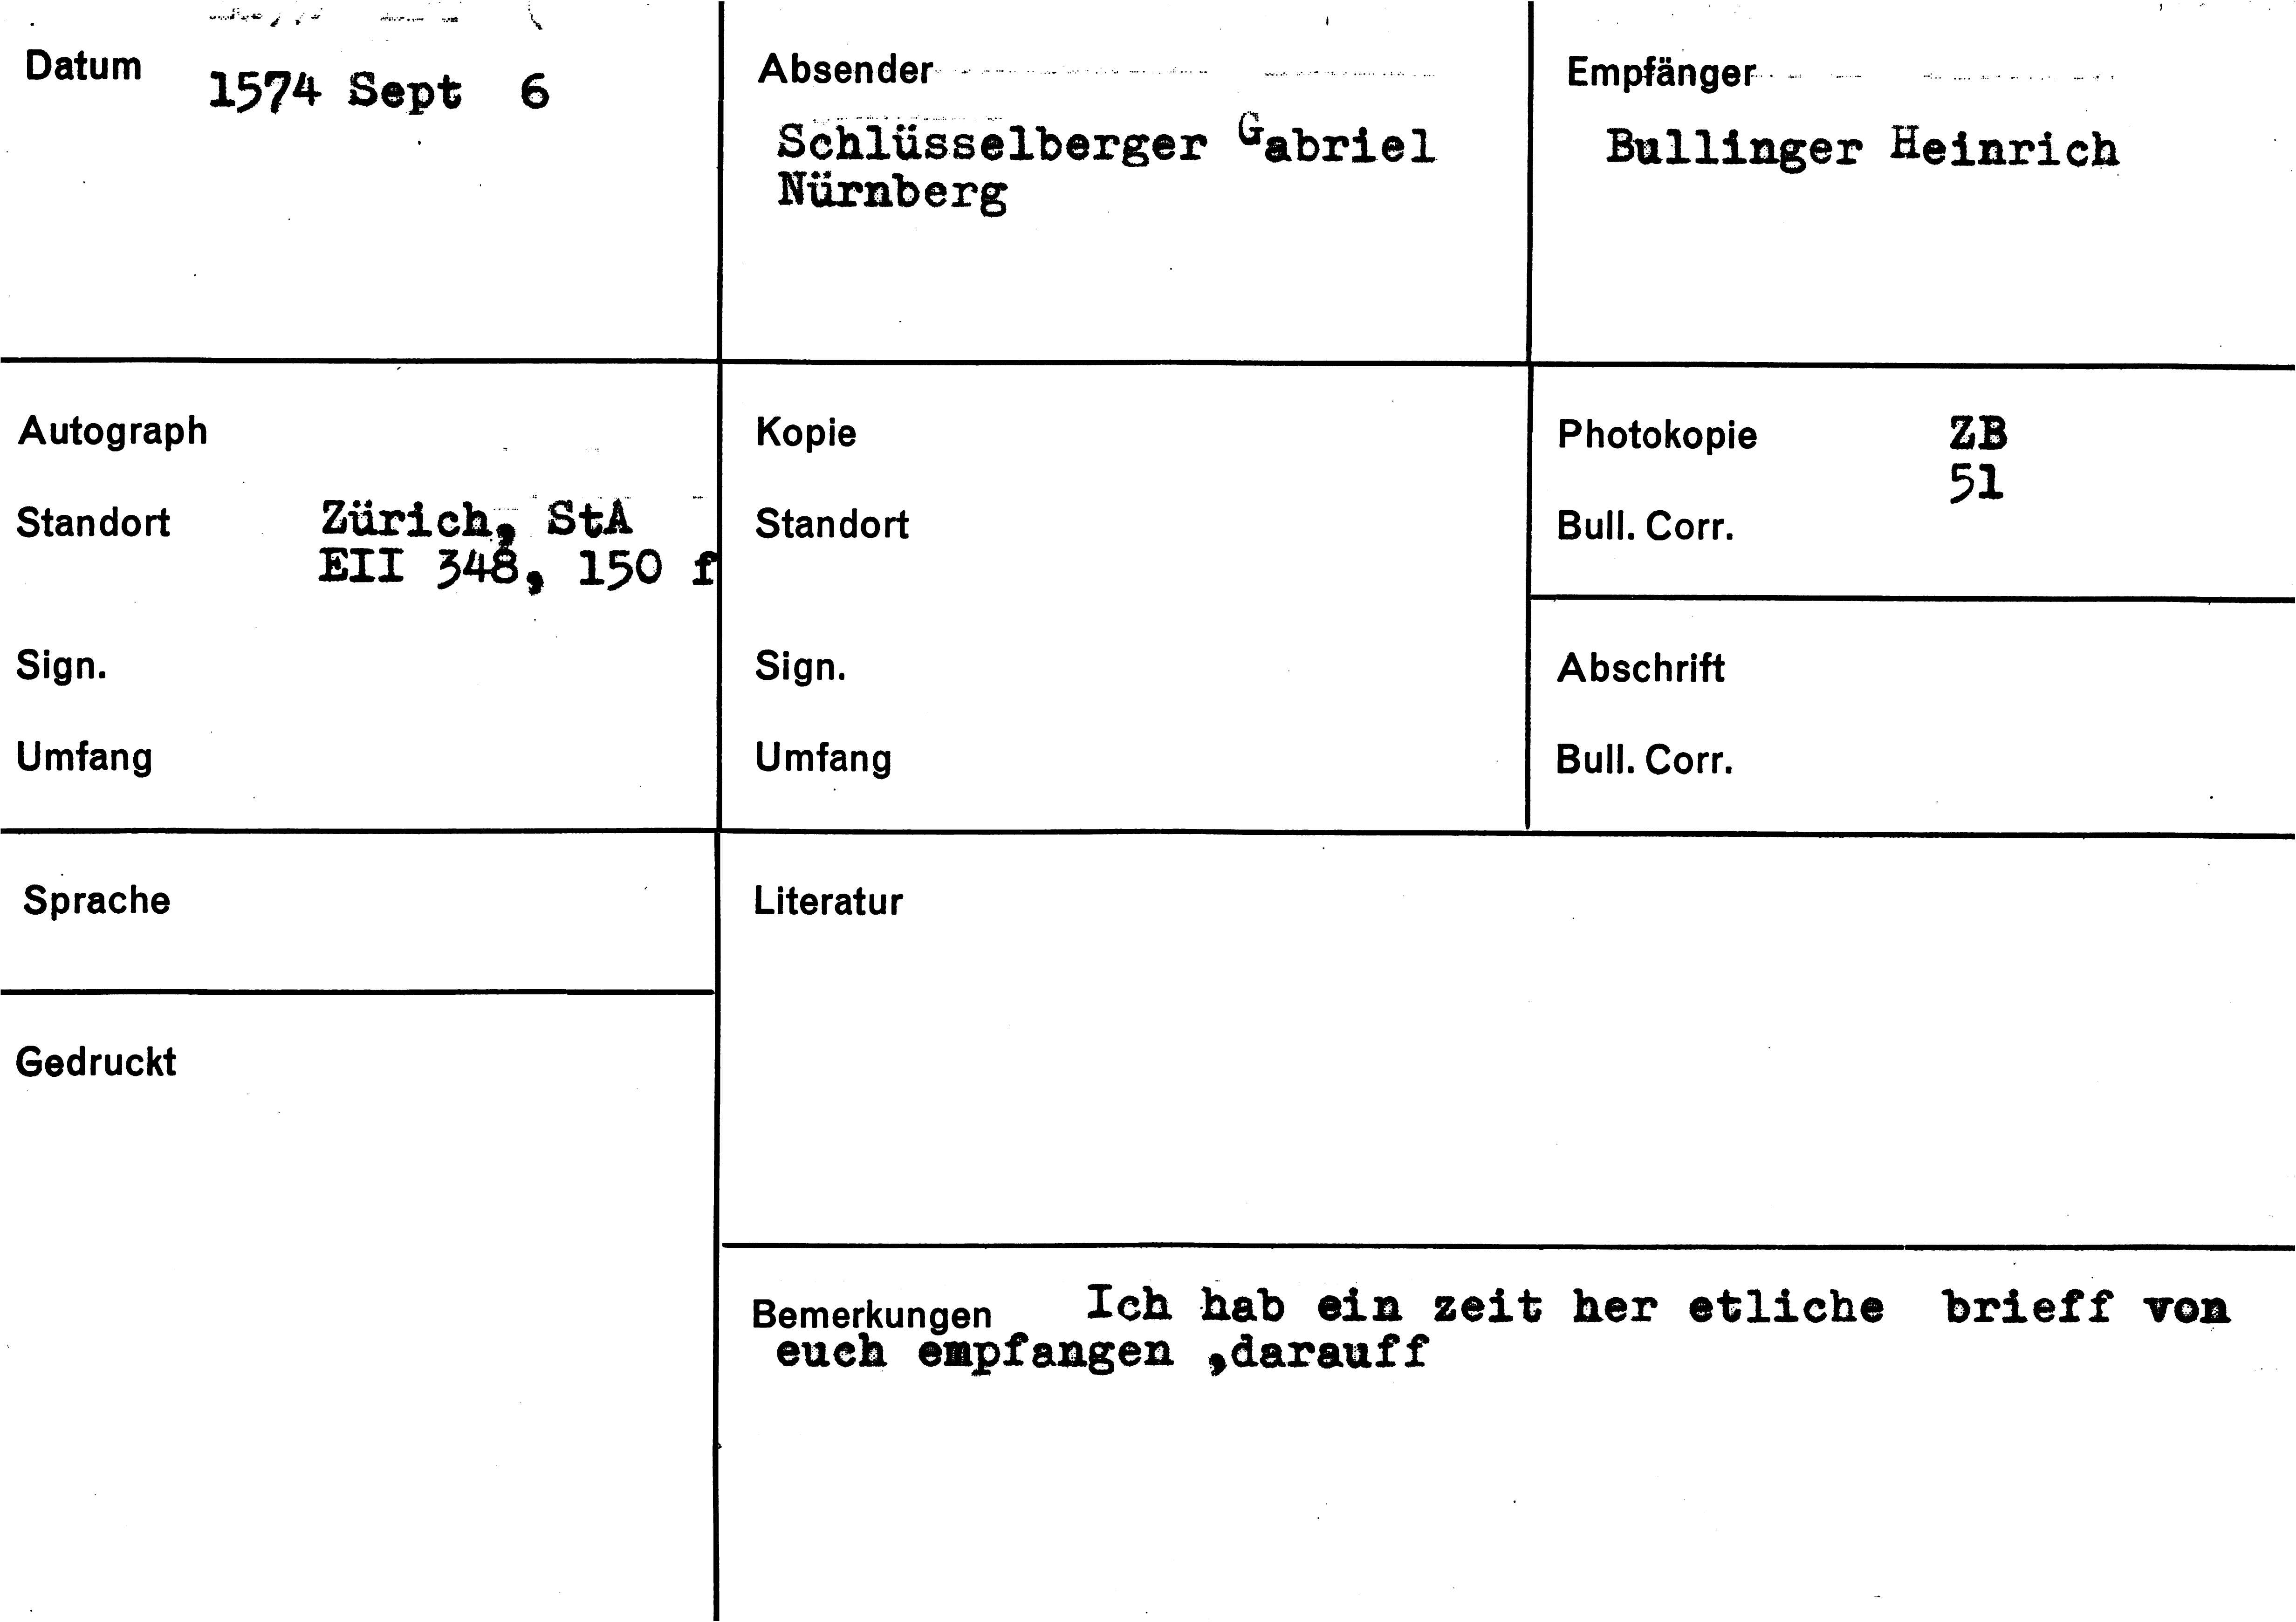 Datum 1574 Sept 6
Absender
Schlüsselberger Gabriel
Nürnberg
Empfänger
Bullinger Heinrich
Autograph
Standort Zürich, StA
EII 348, 150 f
Sign.
Umfang
Kopie
Standort
Sign.
Umfang
Photokopie ZB
51
Bull. Corr.
Abschrift
Bull. Corr.
Sprache
Gedruckt
Literatur
Bemerkungen Ich hab ein zeit her etliche brieff von
euch empfangen ,darauff